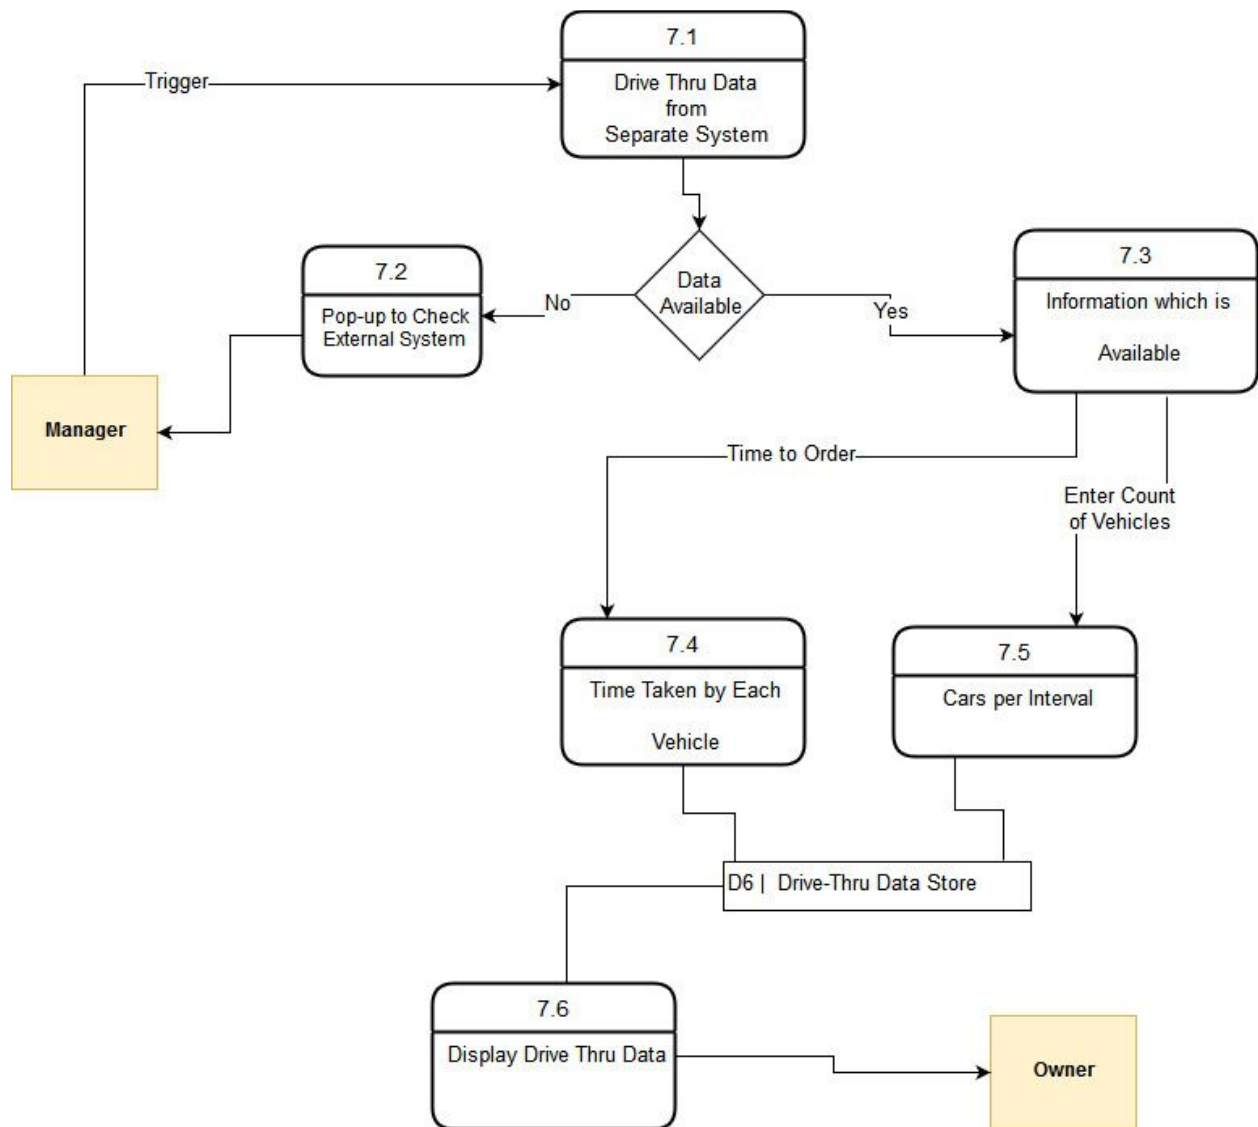 7.1
Drive Thru Data
from
Separate System
Trigger
Data
Available
No
Yes
7.2
Pop-up to Check
External System
7.3
Information which is
Available
Manager
Time to Order
Enter Count
of Vehicles
7.4
Time Taken by Each
Vehicle
7.5
Cars per Interval
D6 | Drive-Thru Data Store
7.6
Display Drive Thru Data
Owner